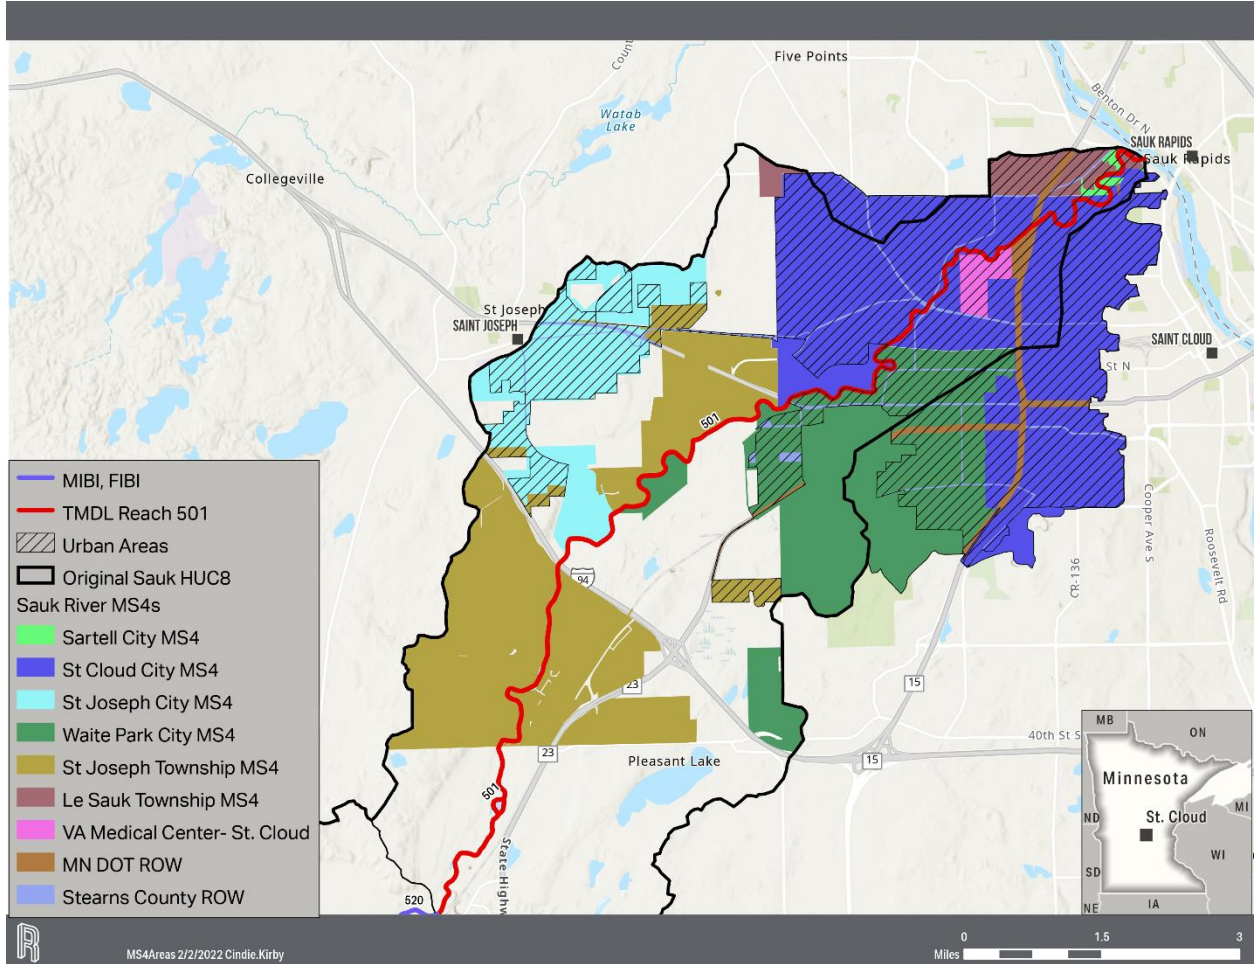 Five Points
Coun
Watab
Lake
Benton Dr N
SAUK RAPIDS
Sauk Rapids
Collegeville
St Joseph
SAINT JOSEPH
SAINT CLOUD
St N
501
94
Cooper Ave S
Roosevelt Rd
CR-136
23
15
40th St S
23
15
Pleasant Lake
501
State Highw
520
MIBI, FIBI
TMDL Reach 501
Urban Areas
Original Sauk HUC8
Sauk River MS4s
Sartell City MS4
St Cloud City MS4
St Joseph City MS4
Waite Park City MS4
St Joseph Township MS4
Le Sauk Township MS4
VA Medical Center- St. Cloud
MN DOT ROW
Stearns County ROW
MB
ON
Minnesota
ND
St. Cloud
MI
WI
SD
NE
IA
MS4Areas 2/2/2022 Cindie.Kirby
Miles
0 1.5 3